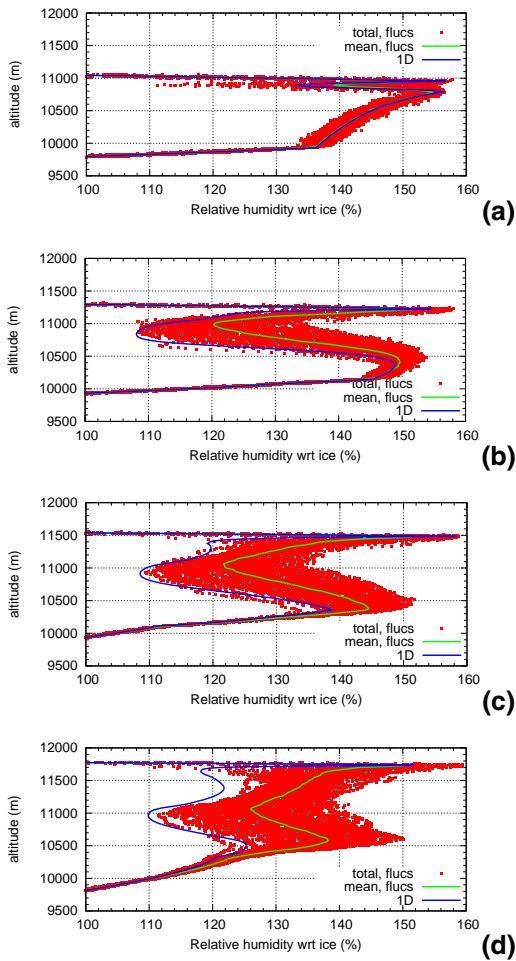 12000
11500
11000
10500
10000
9500
100 110 120 130 140 150 160
altitude (m)
Relative humidity wrt ice (%)
total, flucs
mean, flucs
1D
(a)
12000
11500
11000
10500
10000
9500
100 110 120 130 140 150 160
altitude (m)
Relative humidity wrt ice (%)
total, flucs
mean, flucs
1D
(b)
12000
11500
11000
10500
10000
9500
100 110 120 130 140 150 160
altitude (m)
Relative humidity wrt ice (%)
total, flucs
mean, flucs
1D
(c)
12000
11500
11000
10500
10000
9500
100 110 120 130 140 150 160
altitude (m)
Relative humidity wrt ice (%)
total, flucs
mean, flucs
1D
(d)